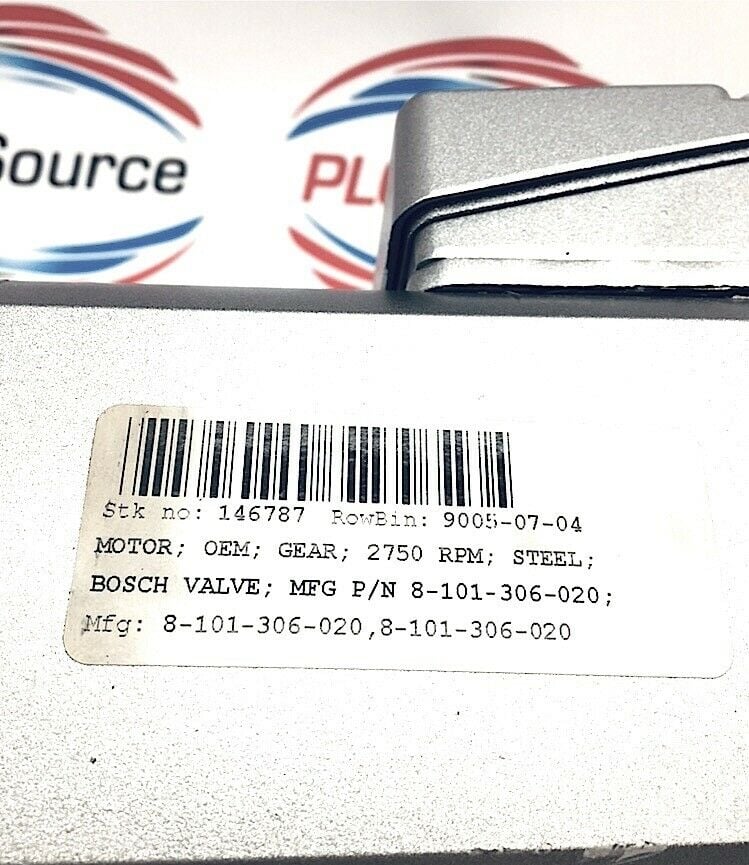 Source
PLC
Stk no: 146787 RowBin: 9005-07-04
MOTOR; OEM; GEAR; 2750 RPM; STEEL;
BOSCH VALVE; MFG P/N 8-101-306-020;
Mfg: 8-101-306-020,8-101-306-020